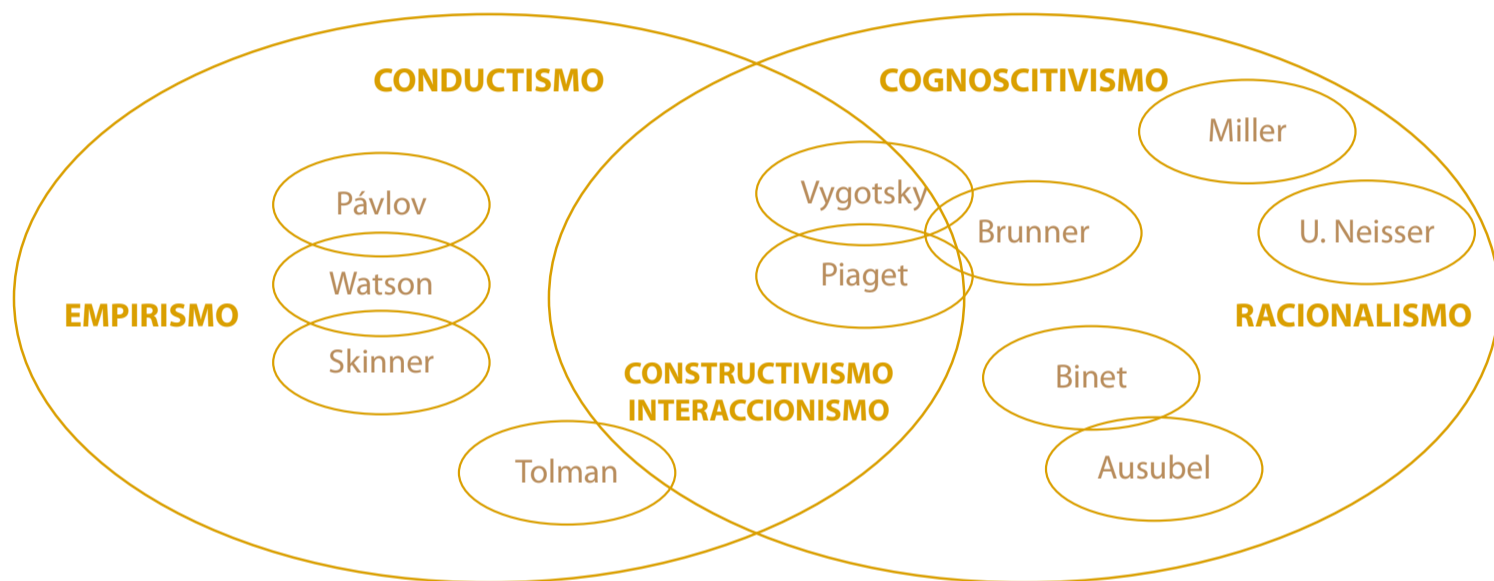 CONDUCTISMO
COGNOSCITIVISMO
Miller
Vygotsky
Pávlov
Brunner
U. Neisser
Piaget
Watson
EMPIRISMO
RACIONALISMO
Skinner
CONSTRUCTIVISMO
INTERACCIONISMO
Binet
Tolman
Ausubel